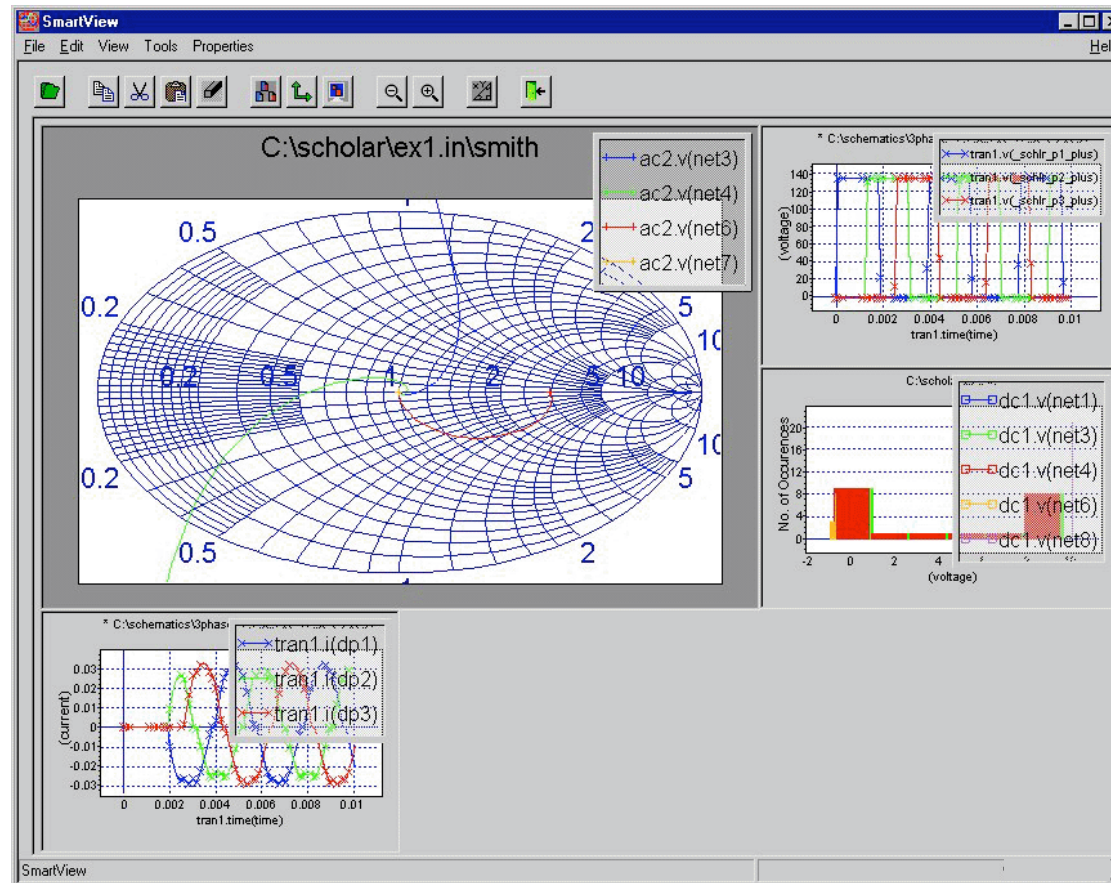 SmartView
File Edit View Tools Properties
C:\scholar\ex1.in\smith
ac2.v(net3)
ac2.v(net4)
ac2.v(net6)
ac2.v(net7)
0.5
2
0.2
5
10
0.2 0.5 1 2 5 10
10
0.2
5
0.5
2
* C:\schematics\3phas
tran1.v(_schlr_p1_plus)
tran1.v(_schlr_p2_plus)
tran1.v(_schlr_p3_plus)
(voltage)
140
120
100
80
60
40
20
0
0 0.002 0.004 0.006 0.008 0.01
tran1.time(time)
C:\schola
dc1.v(net1)
dc1.v(net3)
dc1.v(net4)
dc1.v(net6)
dc1.v(net8)
No. of Occurences
20
16
12
8
4
0
-2 0 2 4
(voltage)
* C:\schematics\3phase
tran1.i(dp1)
tran1.i(dp2)
tran1.i(dp3)
(current)
0.03
0.02
0.01
0
-0.01
-0.02
-0.03
0 0.002 0.004 0.006 0.008 0.01
tran1.time(time)
SmartView